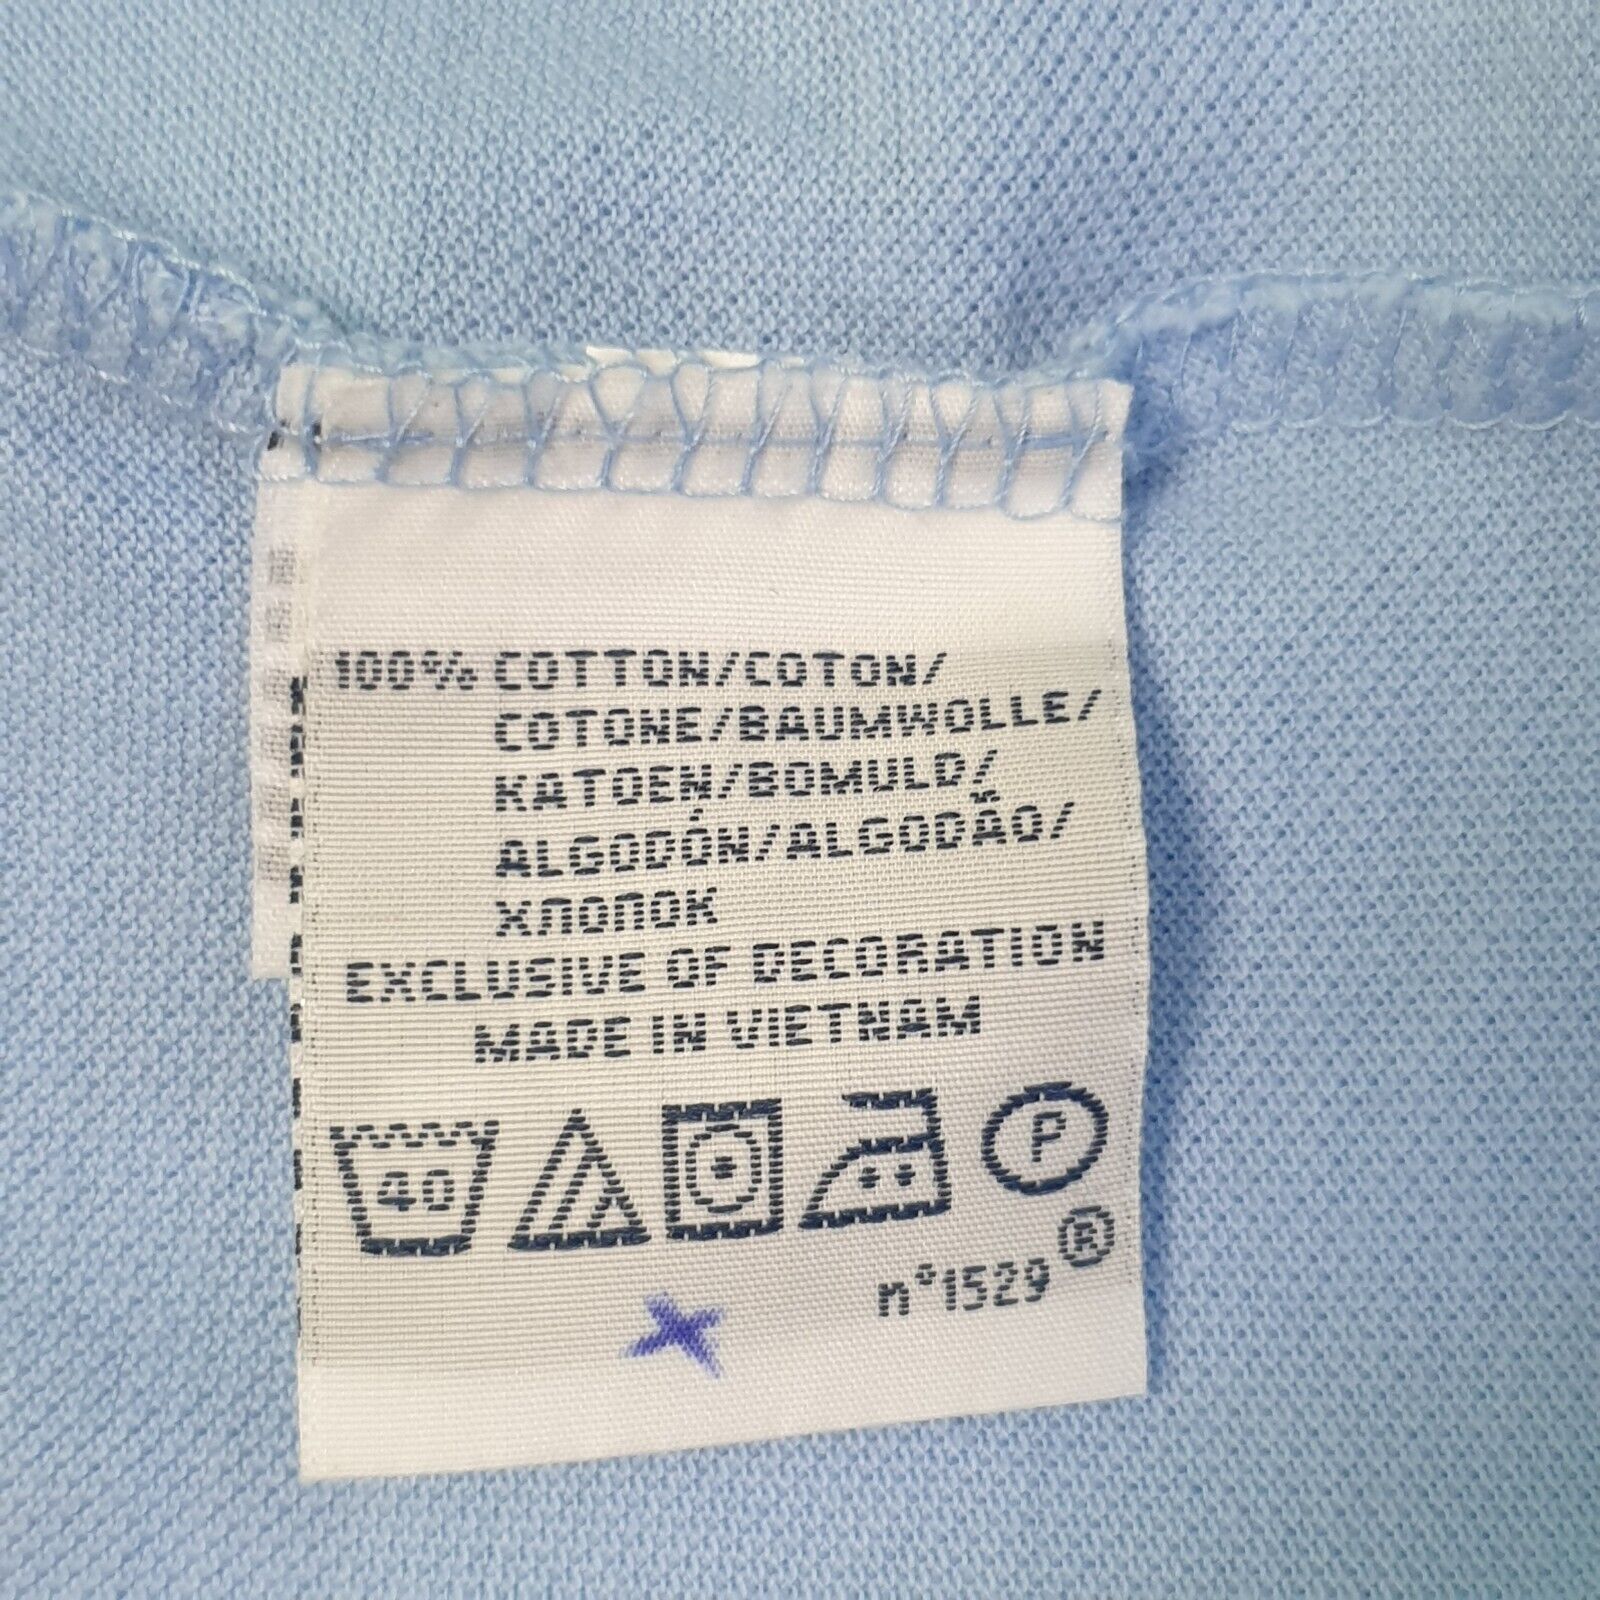 100% COTTON/COTON/
COTONE/BAUMWOLLE/
KATOEN/BOMULD/
ALGODÓN/ALGODÃO/
ХЛОПОК
EXCLUSIVE OF DECORATION
MADE IN VIETNAM
40
P
n°1529®